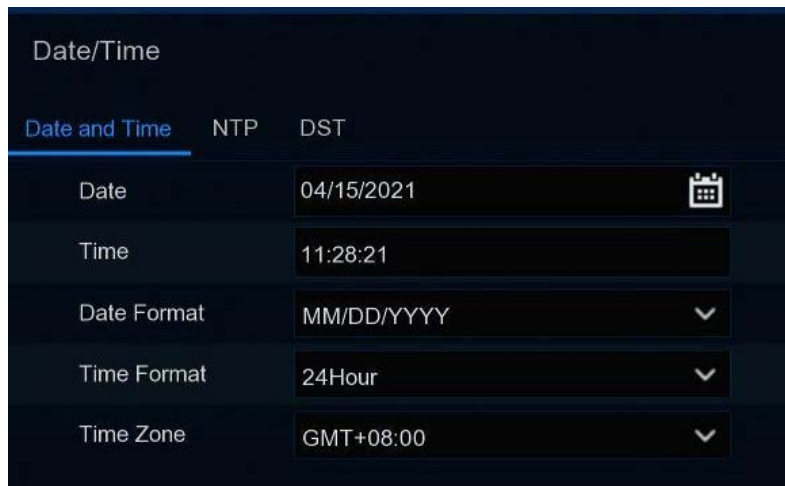 Date/Time
Date and Time NTP DST
Date 04/15/2021
Time 11:28:21
Date Format MM/DD/YYYY
Time Format 24Hour
Time Zone GMT+08:00